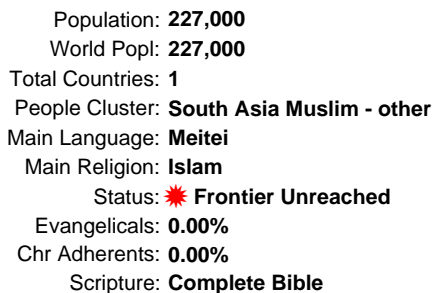 Population: 227,000
World Popl: 227,000
Total Countries: 1
People Cluster: South Asia Muslim - other
Main Language: Meitei
Main Religion: Islam
Status: Frontier Unreached
Evangelicals: 0.00%
Chr Adherents: 0.00%
Scripture: Complete Bible